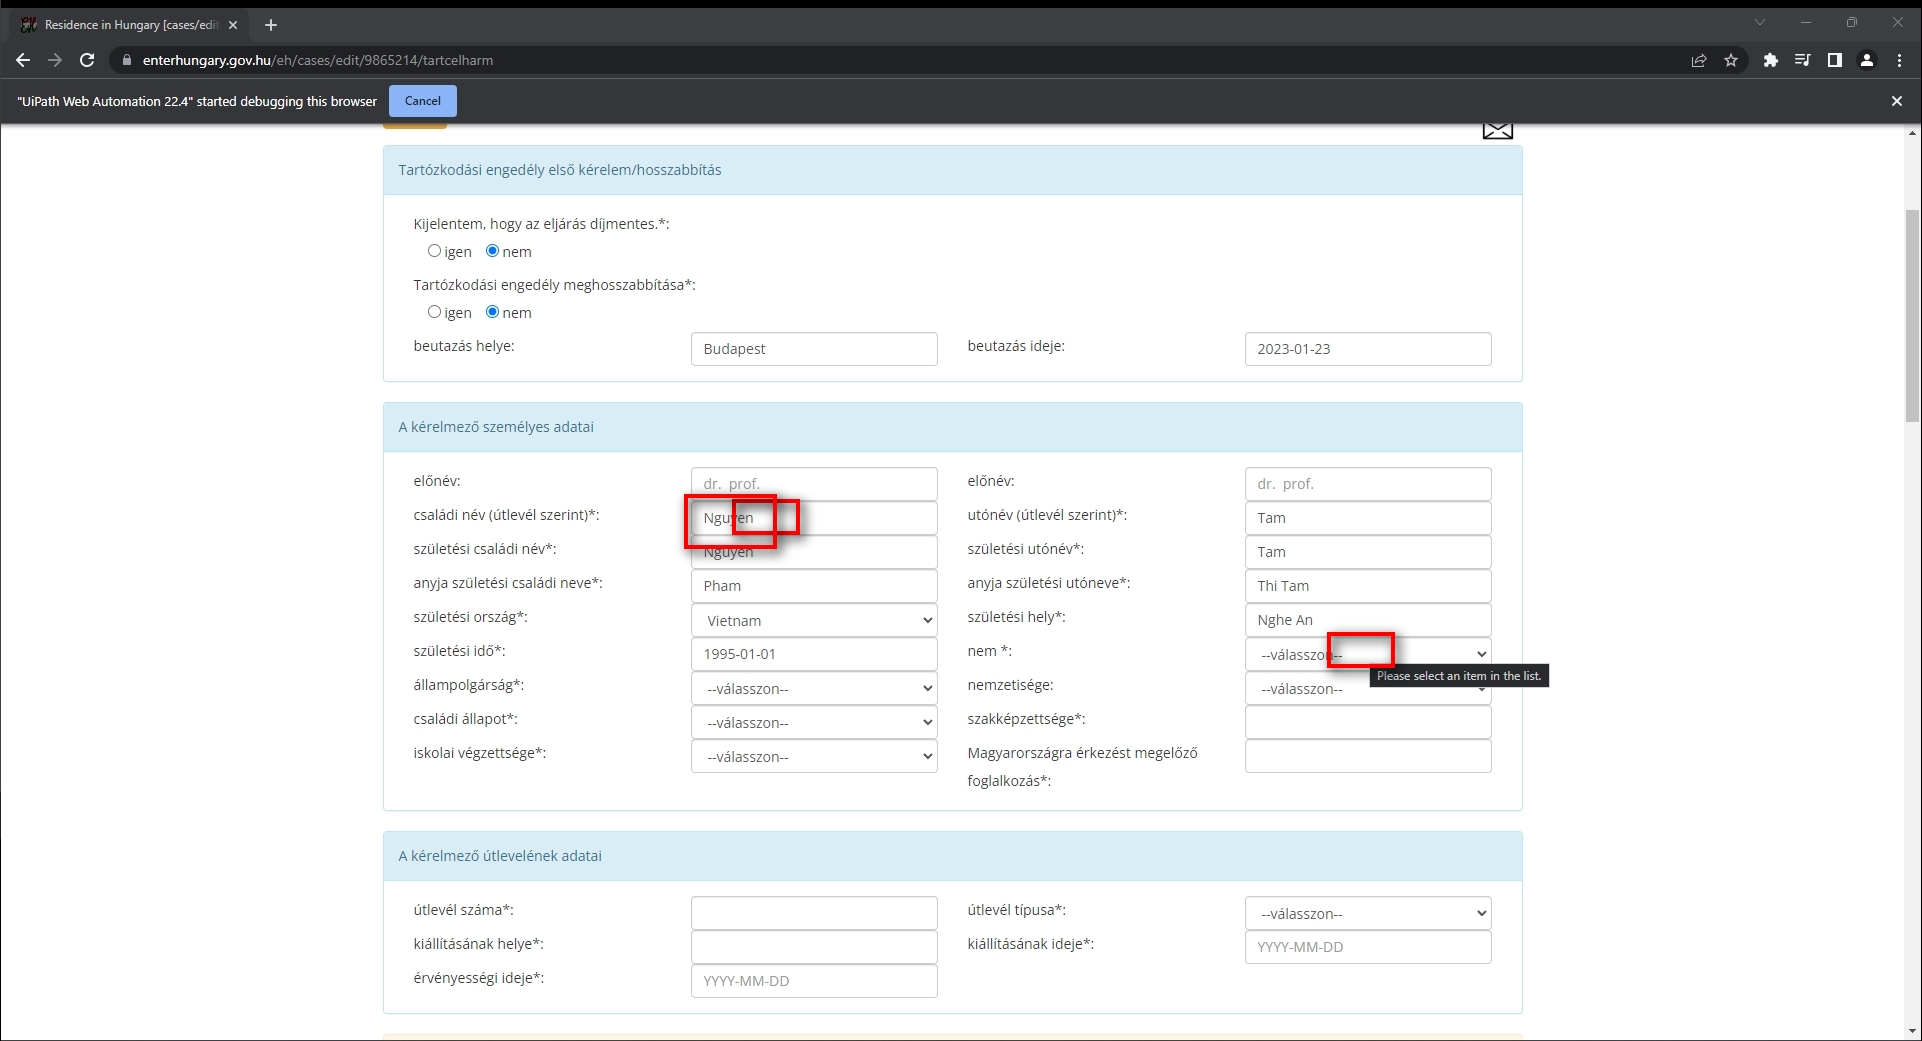 Residence in Hungary [cases/edit
enterhungary.gov.hu/eh/cases/edit/9865214/tartcelharm
"UiPath Web Automation 22.4" started debugging this browser Cancel
Tartózkodási engedély első kérelem/hosszabbítás
Kijelentem, hogy az eljárás díjmentes.*:
igen nem
Tartózkodási engedély meghosszabbítása*:
igen nem
beutazás helye: Budapest beutazás ideje: 2023-01-23
A kérelmező személyes adatai
előnév: dr. prof. előnév: dr. prof.
családi név (útlevél szerint)*: Nguyen utónév (útlevél szerint)*: Tam
születési családi név*: Nguyen születési utónév*: Tam
anyja születési családi neve*: Pham anyja születési utóneve*: Thi Tam
születési ország*: Vietnam születési hely*: Nghe An
születési idő*: 1995-01-01 nem *: --válasszon--
Please select an item in the list.
állampolgárság*: --válasszon-- nemzetisége: --válasszon--
családi állapot*: --válasszon-- szakképzettsége*:
iskolai végzettsége*: --válasszon-- Magyarországra érkezést megelőző
foglalkozás*:
A kérelmező útlevelének adatai
útlevél száma*: útlevél típusa*: --válasszon--
kiállításának helye*: kiállításának ideje*: YYYY-MM-DD
érvényességi ideje*: YYYY-MM-DD